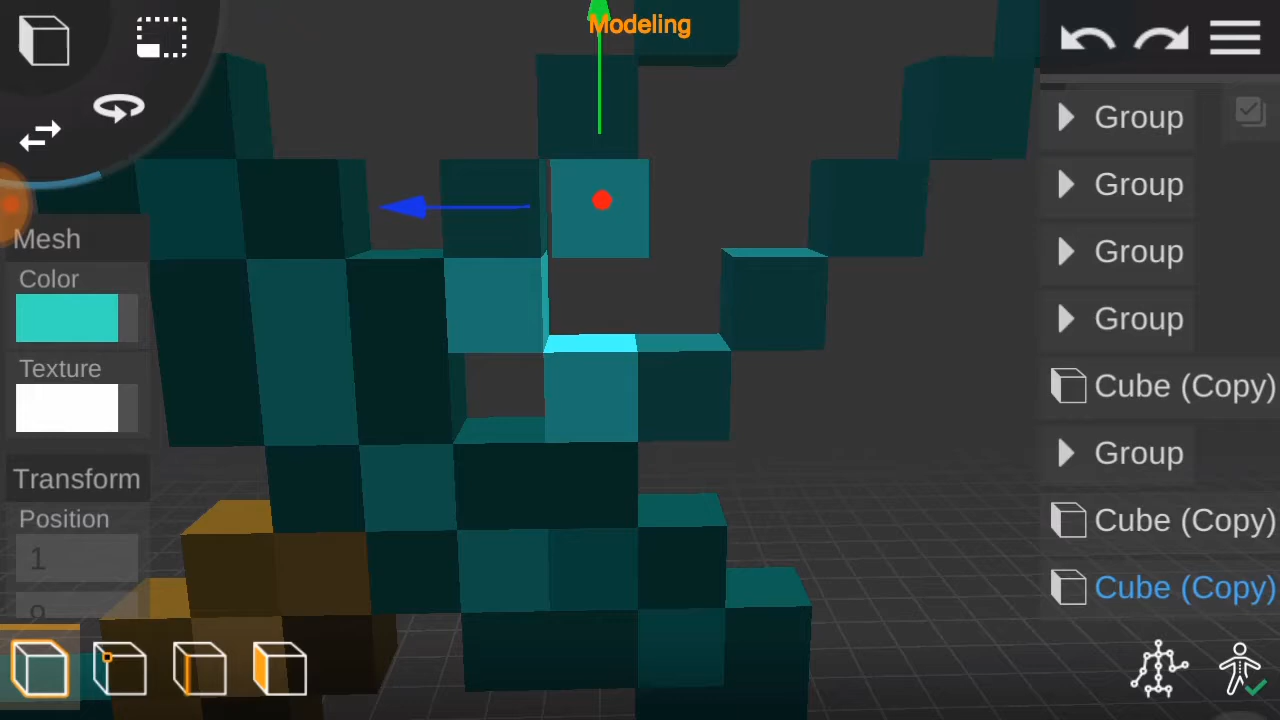 Modeling
Mesh
Color
Texture
Transform
Position
1
Group
Group
Group
Group
Cube (Copy)
Group
Cube (Copy)
Cube (Copy)